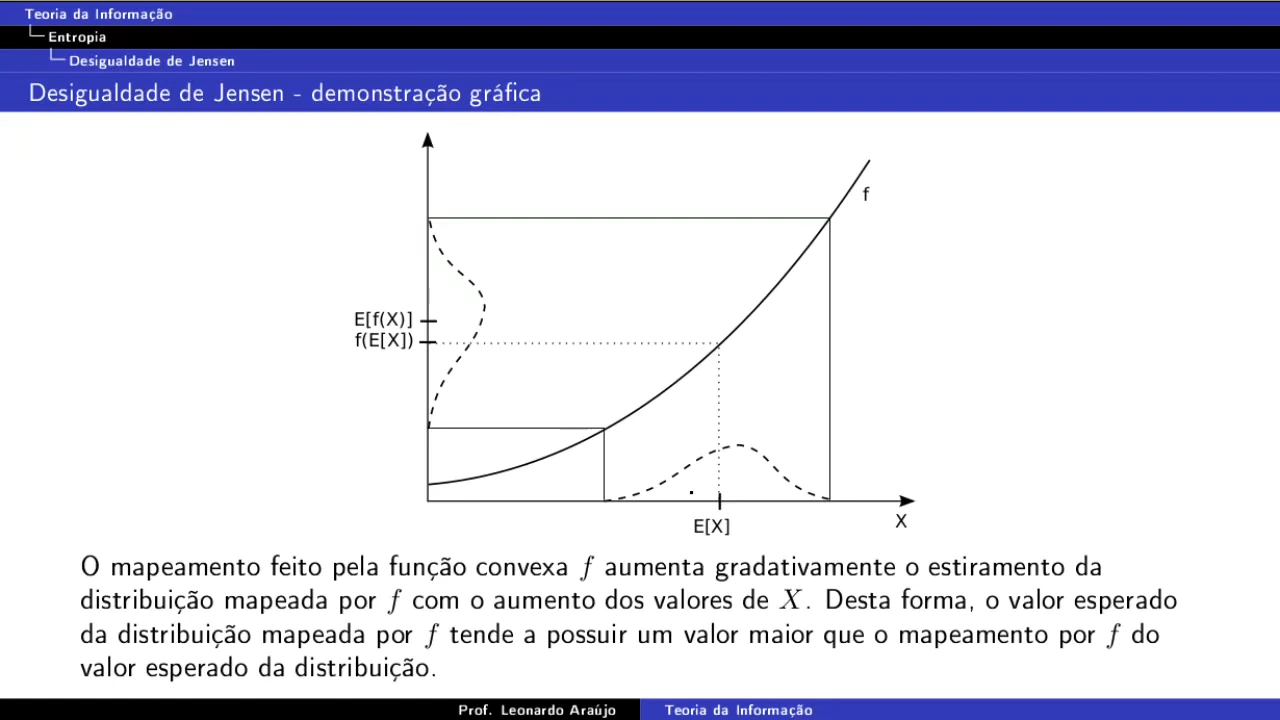 Teoria da Informação
Entropia
Desigualdade de Jensen
Desigualdade de Jensen - demonstração gráfica
f
E[f(X)]
f(E[X])
E[X]
X
O mapeamento feito pela função convexa f aumenta gradativamente o estiramento da
distribuição mapeada por f com o aumento dos valores de X. Desta forma, o valor esperado
da distribuição mapeada por f tende a possuir um valor maior que o mapeamento por f do
valor esperado da distribuição.
Prof. Leonardo Araújo
Teoria da Informação